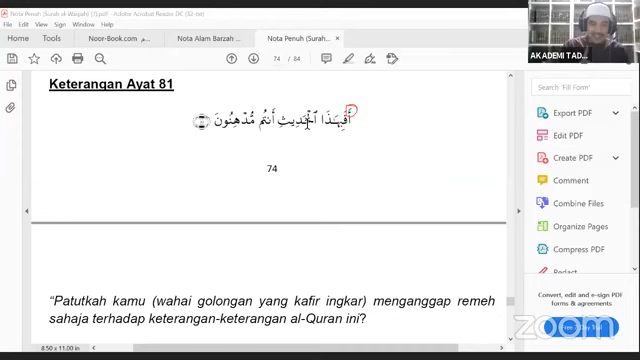 Nota Penuh (Surah al-Waqiah) (1).pdf - Adobe Acrobat Reader DC (32-bit)
File Edit View Sign Window Help
Home Tools Noor-Book.com م... Nota Alam Barzah ... Nota Penuh (Surah... ×
74 / 84
AKADEMI TAD...
Keterangan Ayat 81
أَفَبِهَٰذَا ٱلْحَدِيثِ أَنتُم مُّدْهِنُونَ
74
“Patutkah kamu (wahai golongan yang kafir ingkar) menganggap remeh
sahaja terhadap keterangan-keterangan al-Quran ini?
8.50 x 11.00 in
Search 'Fill Form'
Export PDF
Edit PDF
Create PDF
Comment
Combine Files
Organize Pages
Compress PDF
Redact
Convert, edit and e-sign PDF
forms & agreements
Free 7-Day Trial
zoom